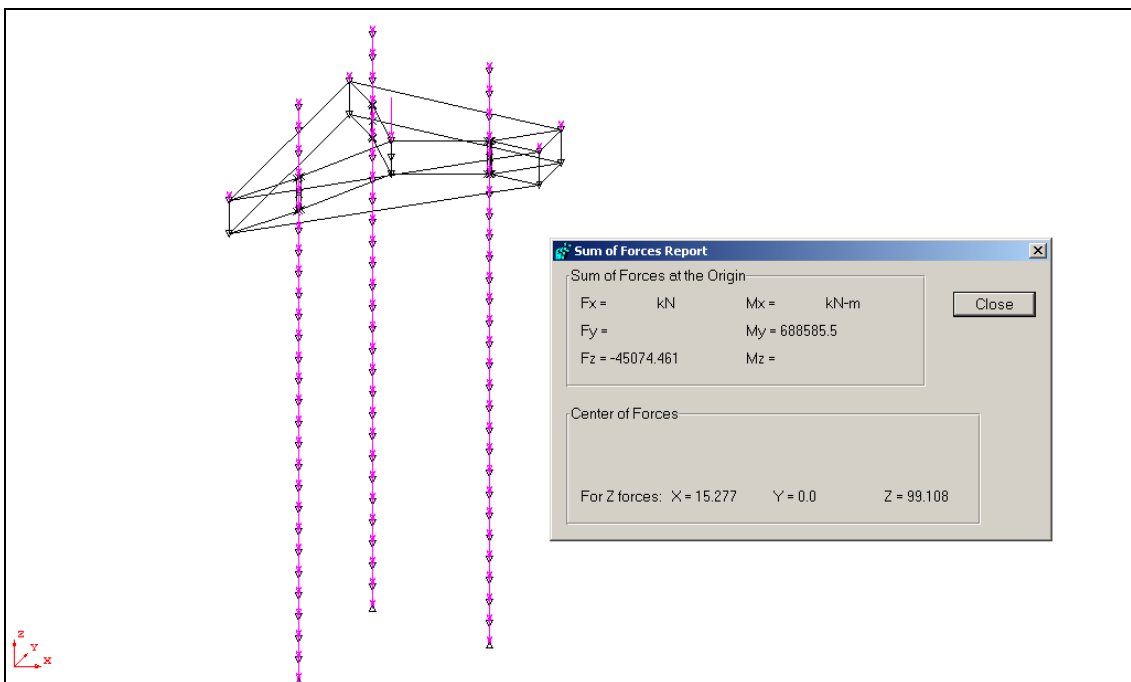 Sum of Forces Report
Sum of Forces at the Origin
Fx = kN Mx = kN-m
Fy = My = 688585.5
Fz = -45074.461 Mz =
Close
Center of Forces
For Z forces: X = 15.277 Y = 0.0 Z = 99.108
Z
Y
X